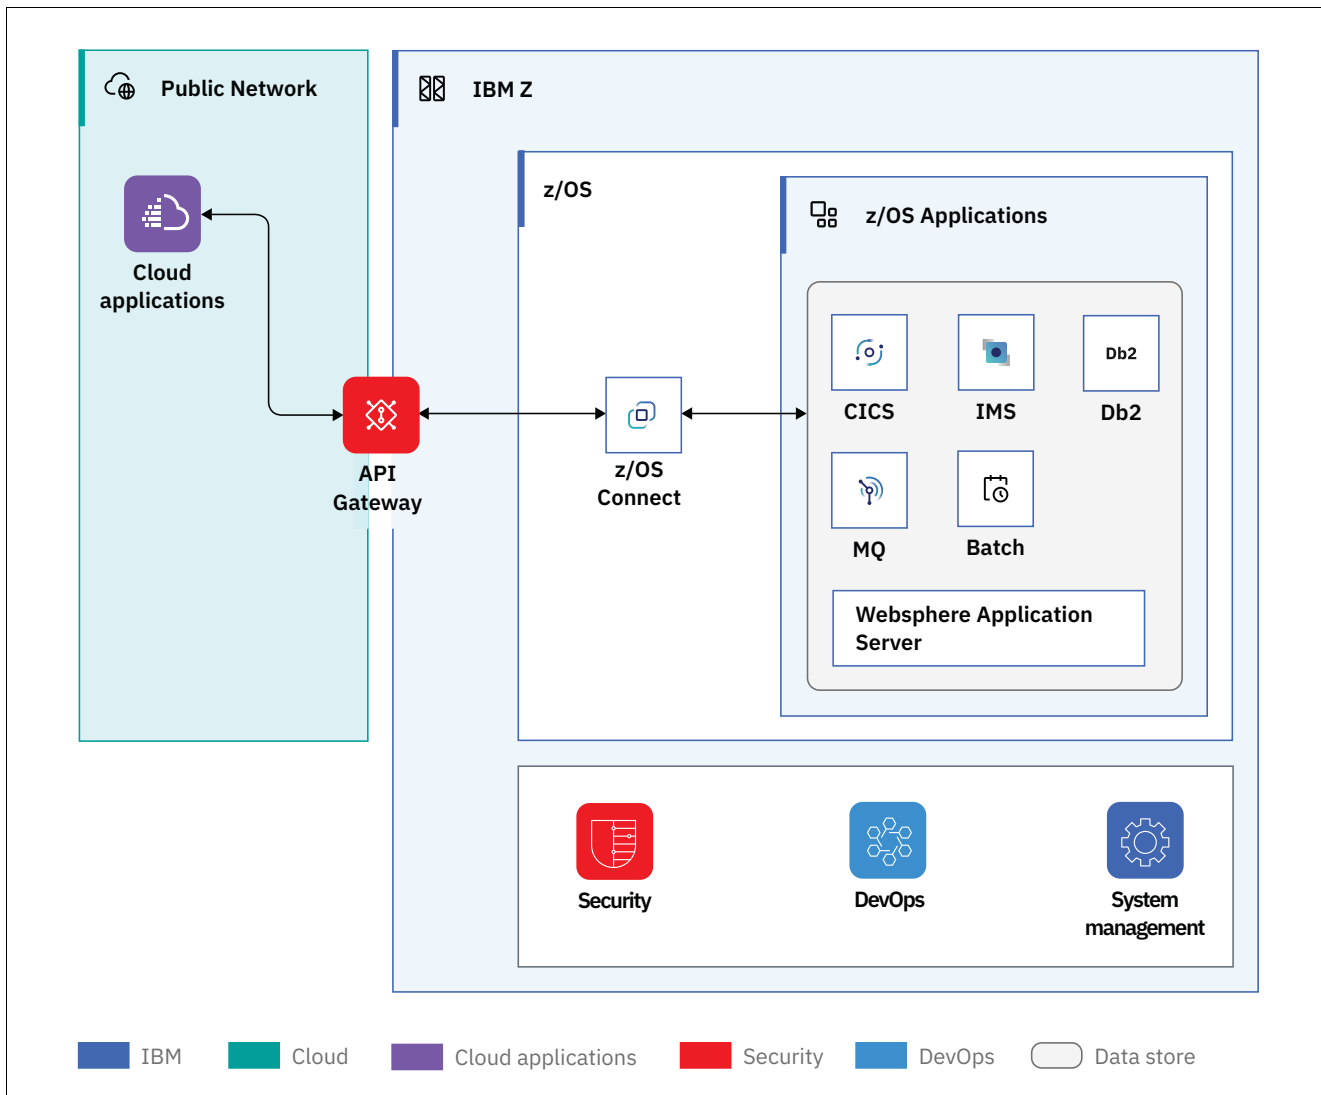 Public Network
IBM Z
z/OS
z/OS Applications
Cloud
applications
CICS
IMS
Db2
Db2
API
Gateway
z/OS
Connect
MQ
Batch
Websphere Application
Server
Security
DevOps
System
management
IBM
Cloud
Cloud applications
Security
DevOps
Data store